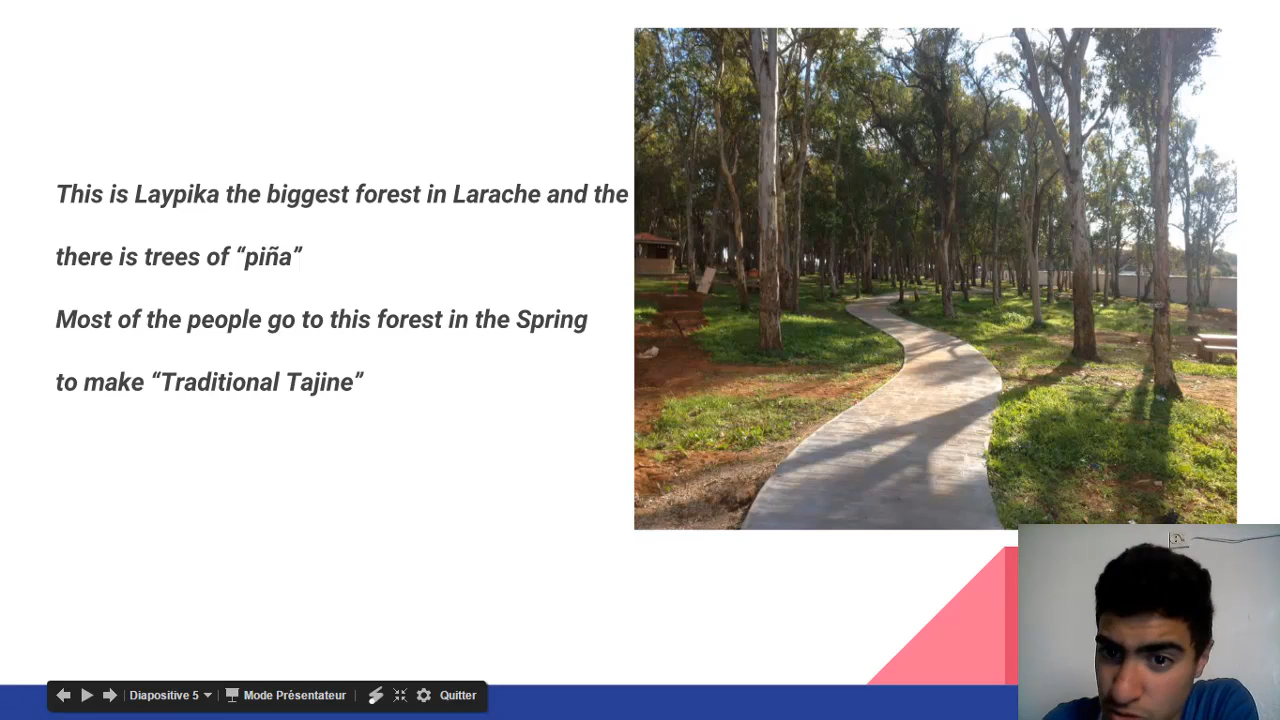 This is Laypika the biggest forest in Larache and the
there is trees of “piña”
Most of the people go to this forest in the Spring
to make “Traditional Tajine”
Diapositive 5
Mode Présentateur
Quitter